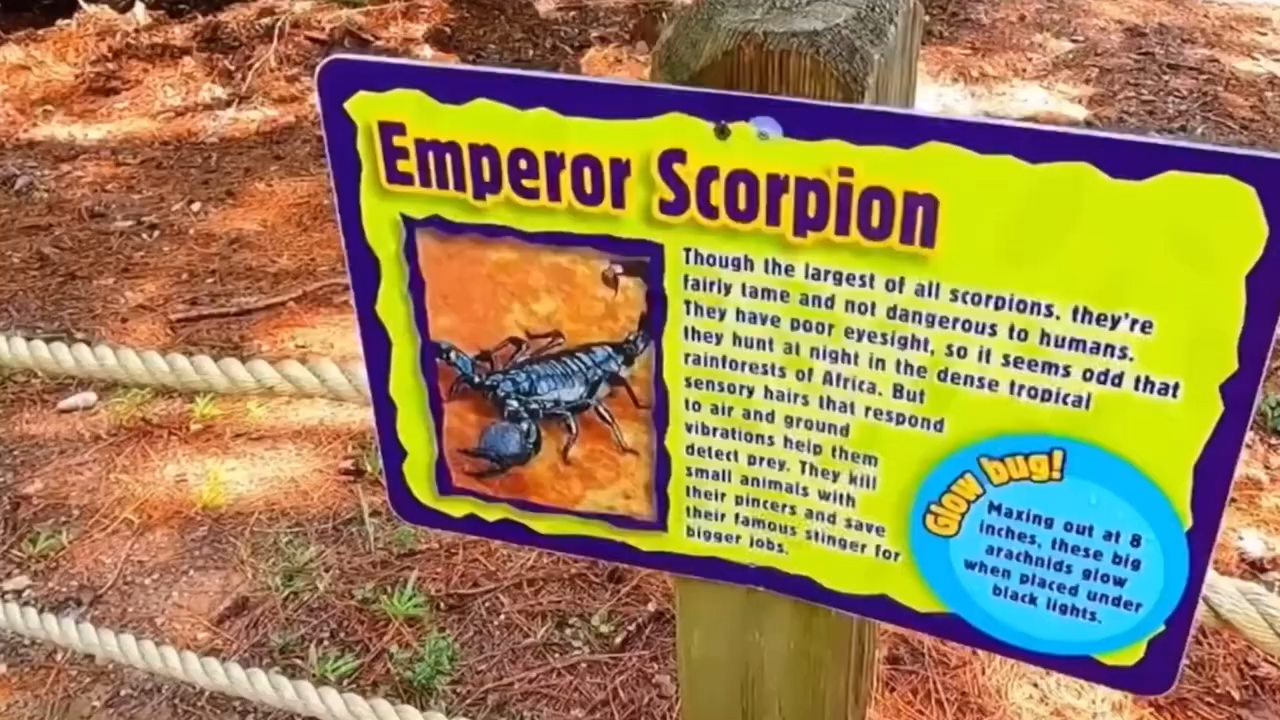 Emperor Scorpion
Though the largest of all scorpions, they're
fairly tame and not dangerous to humans.
They have poor eyesight, so it seems odd that
they hunt at night in the dense tropical
rainforests of Africa. But
sensory hairs that respond
to air and ground
vibrations help them
detect prey. They kill
small animals with
their pincers and save
their famous stinger for
bigger jobs.
Glow bug!
Maxing out at 8
inches, these big
arachnids glow
when placed under
black lights.